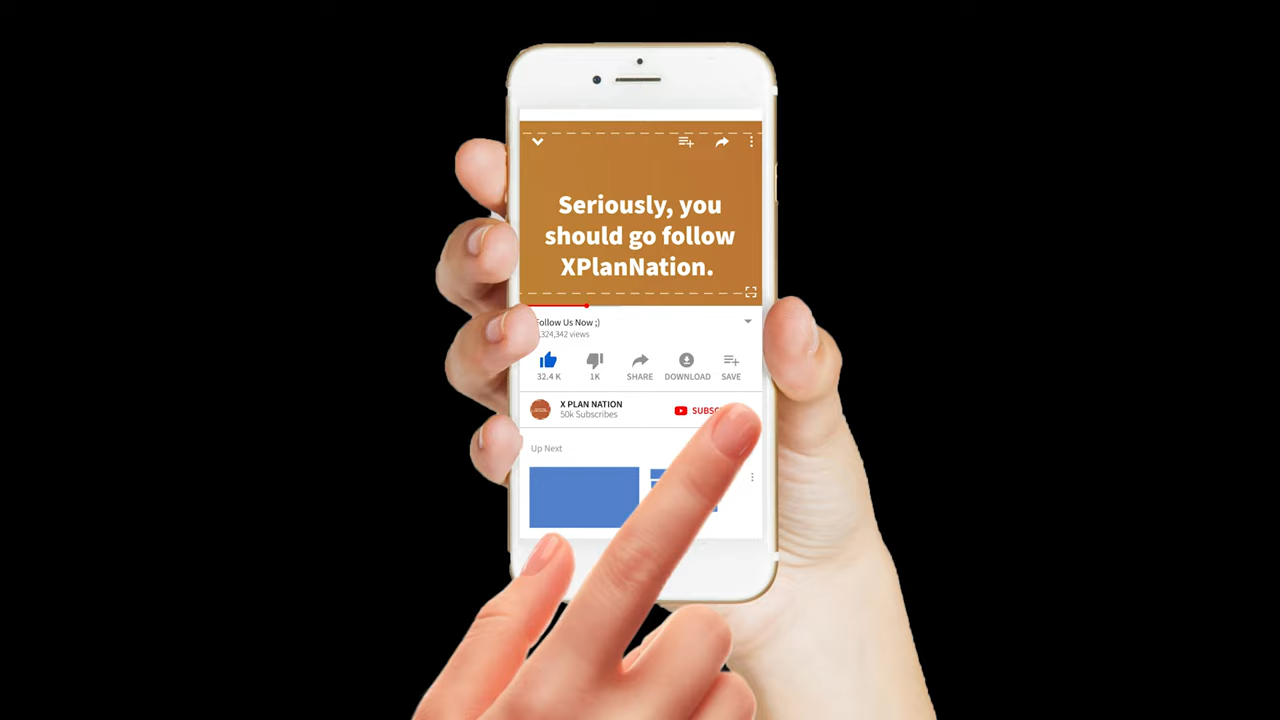 Seriously, you
should go follow
XPlanNation.
Follow Us Now ;)
,324,342 views
32.4 K
1K
SHARE
DOWNLOAD
SAVE
X PLAN NATION
50k Subscribes
Up Next